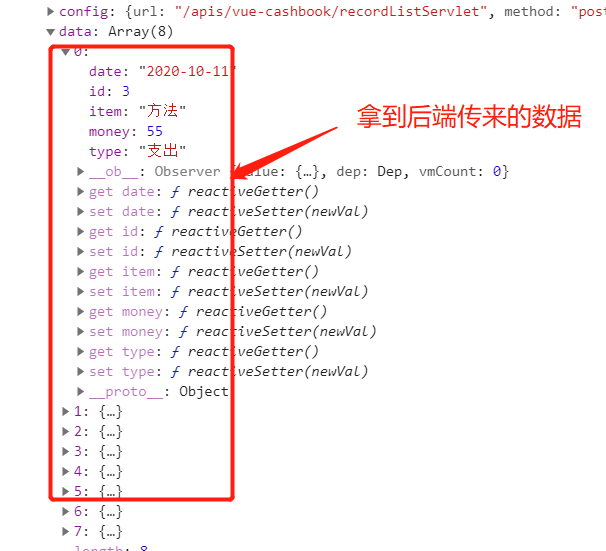 config: {url: "/apis/vue-cashbook/recordListServlet", method: "post
data: Array(8)
0:
date: "2020-10-11"
id: 3
item: "方法"
money: 55
type: "支出"
拿到后端传来的数据
__ob__: Observer {value: {…}, dep: Dep, vmCount: 0}
get date: ƒ reactiveGetter()
set date: ƒ reactiveSetter(newVal)
get id: ƒ reactiveGetter()
set id: ƒ reactiveSetter(newVal)
get item: ƒ reactiveGetter()
set item: ƒ reactiveSetter(newVal)
get money: ƒ reactiveGetter()
set money: ƒ reactiveSetter(newVal)
get type: ƒ reactiveGetter()
set type: ƒ reactiveSetter(newVal)
__proto__: Object
1: {…}
2: {…}
3: {…}
4: {…}
5: {…}
6: {…}
7: {…}
length: 8